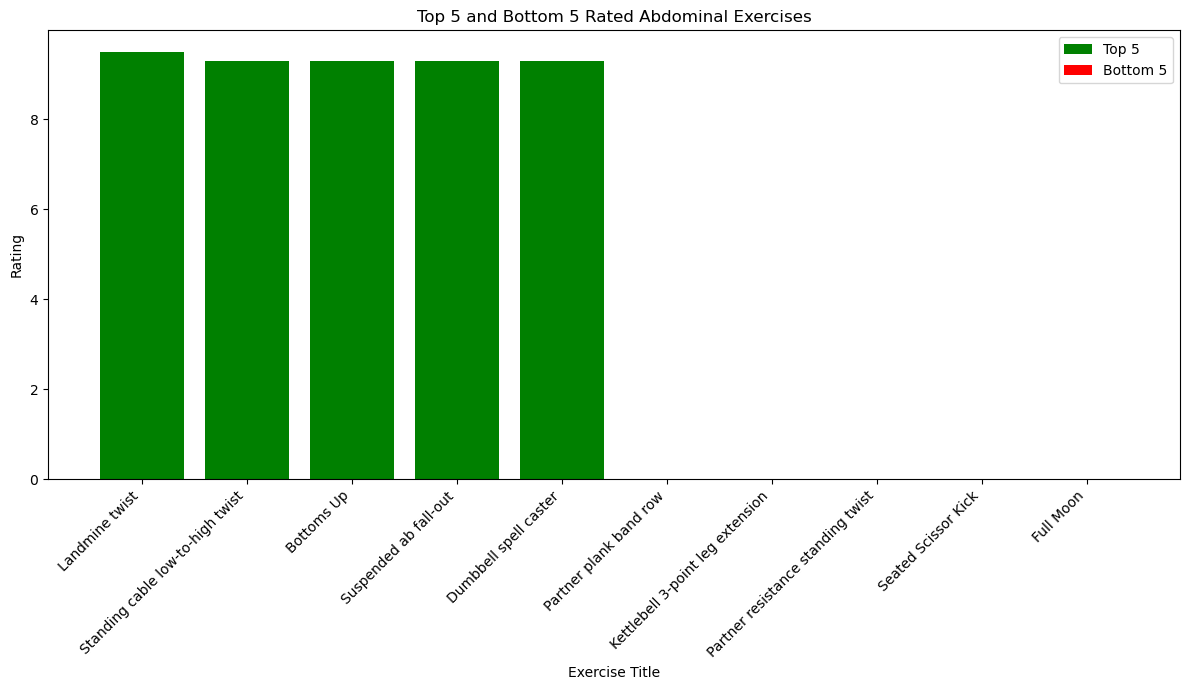 Top 5 and Bottom 5 Rated Abdominal Exercises
Top 5
Bottom 5
8
6
4
2
0
Rating
Landmine twist
Standing cable low-to-high twist
Bottoms Up
Suspended ab fall-out
Dumbbell spell caster
Partner plank band row
Kettlebell 3-point leg extension
Partner resistance standing twist
Seated Scissor Kick
Full Moon
Exercise Title